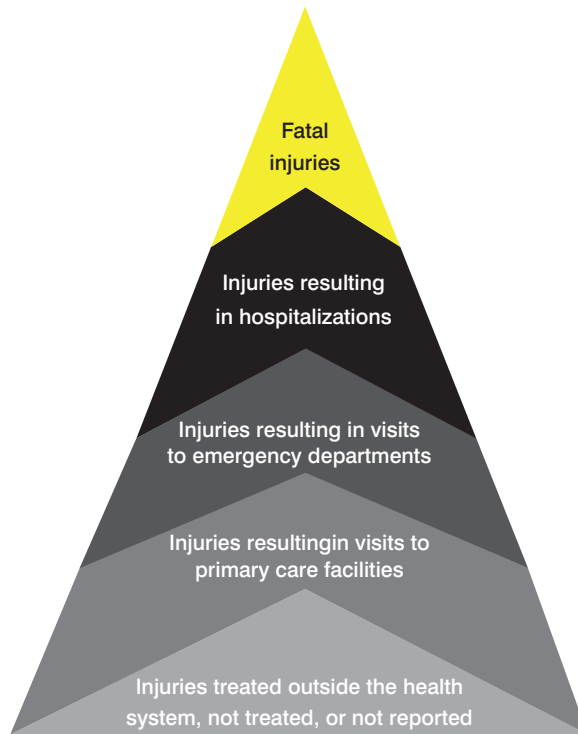 Fatal
injuries
Injuries resulting
in hospitalizations
Injuries resulting in visits
to emergency departments
Injuries resultingin visits to
primary care facilities
Injuries treated outside the health
system, not treated, or not reported